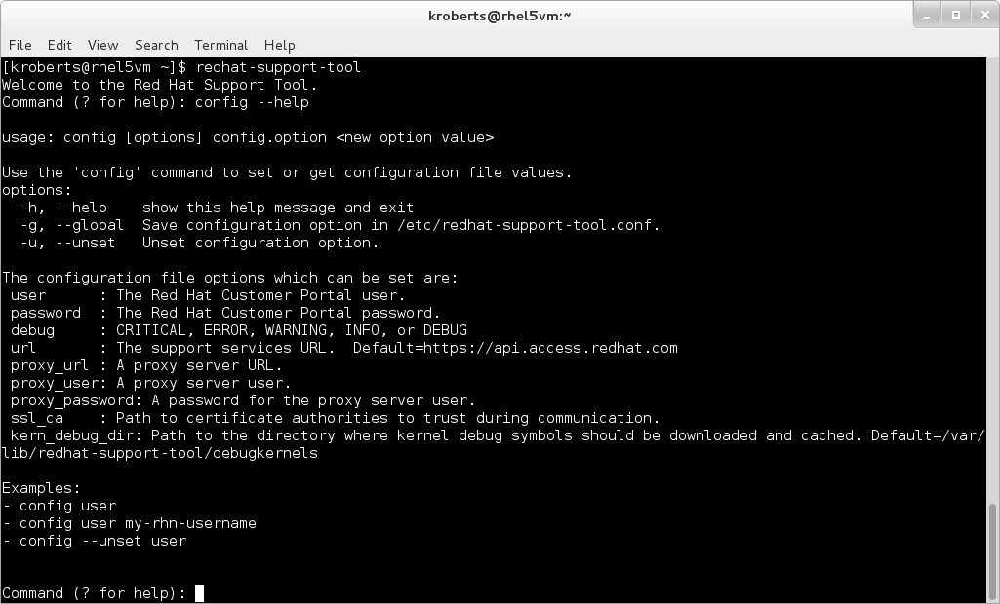 kroberts@rhel5vm:~
File Edit View Search Terminal Help
[kroberts@rhel5vm ~]$ redhat-support-tool
Welcome to the Red Hat Support Tool.
Command (? for help): config --help
usage: config [options] config.option <new option value>
Use the 'config' command to set or get configuration file values.
options:
  -h, --help    show this help message and exit
  -g, --global  Save configuration option in /etc/redhat-support-tool.conf.
  -u, --unset   Unset configuration option.
The configuration file options which can be set are:
 user      : The Red Hat Customer Portal user.
 password  : The Red Hat Customer Portal password.
 debug     : CRITICAL, ERROR, WARNING, INFO, or DEBUG
 url       : The support services URL.  Default=https://api.access.redhat.com
 proxy_url : A proxy server URL.
 proxy_user: A proxy server user.
 proxy_password: A password for the proxy server user.
 ssl_ca    : Path to certificate authorities to trust during communication.
 kern_debug_dir: Path to the directory where kernel debug symbols should be downloaded and cached. Default=/var/
lib/redhat-support-tool/debugkernels
Examples:
- config user
- config user my-rhn-username
- config --unset user
Command (? for help):